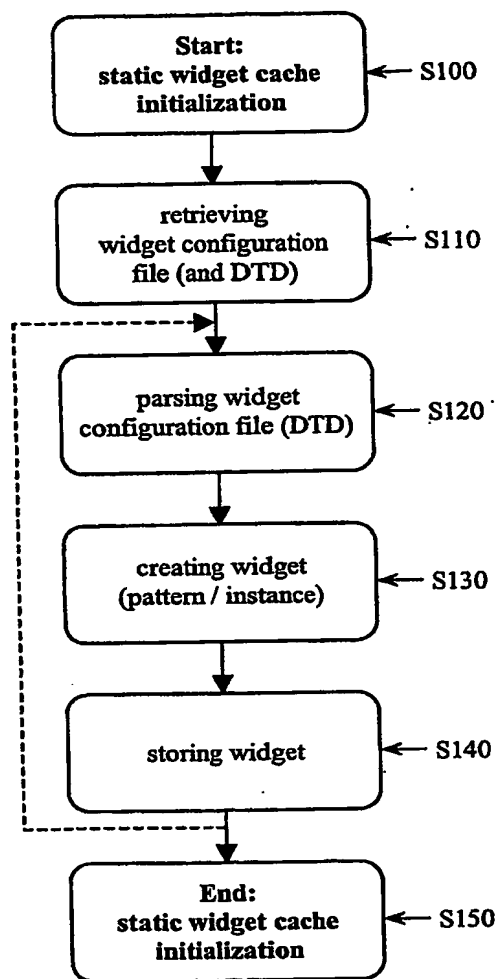 Start:
static widget cache
initialization
S100
retrieving
widget configuration
file (and DTD)
S110
parsing widget
configuration file (DTD)
S120
creating widget
(pattern / instance)
S130
storing widget
S140
End:
static widget cache
initialization
S150